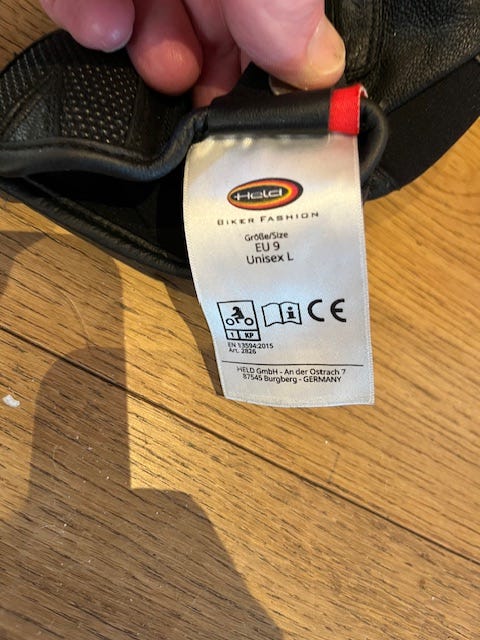 Held
BIKER FASHION
Größe/Size
EU 9
Unisex L
i
CE
1 KP
EN 13594:2015
Art. 2826
HELD GmbH - An der Ostrach 7
87545 Burgberg - GERMANY